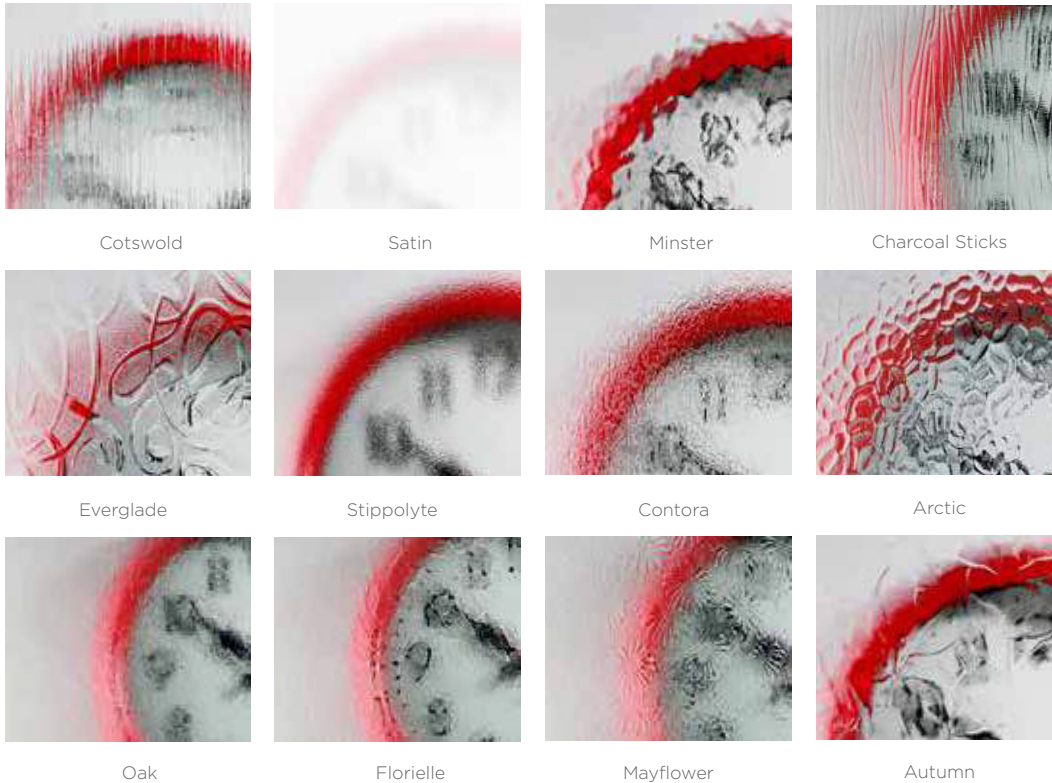 Cotswold
Satin
Minster
Charcoal Sticks
Everglade
Stippolyte
Contora
Arctic
Oak
Florielle
Mayflower
Autumn